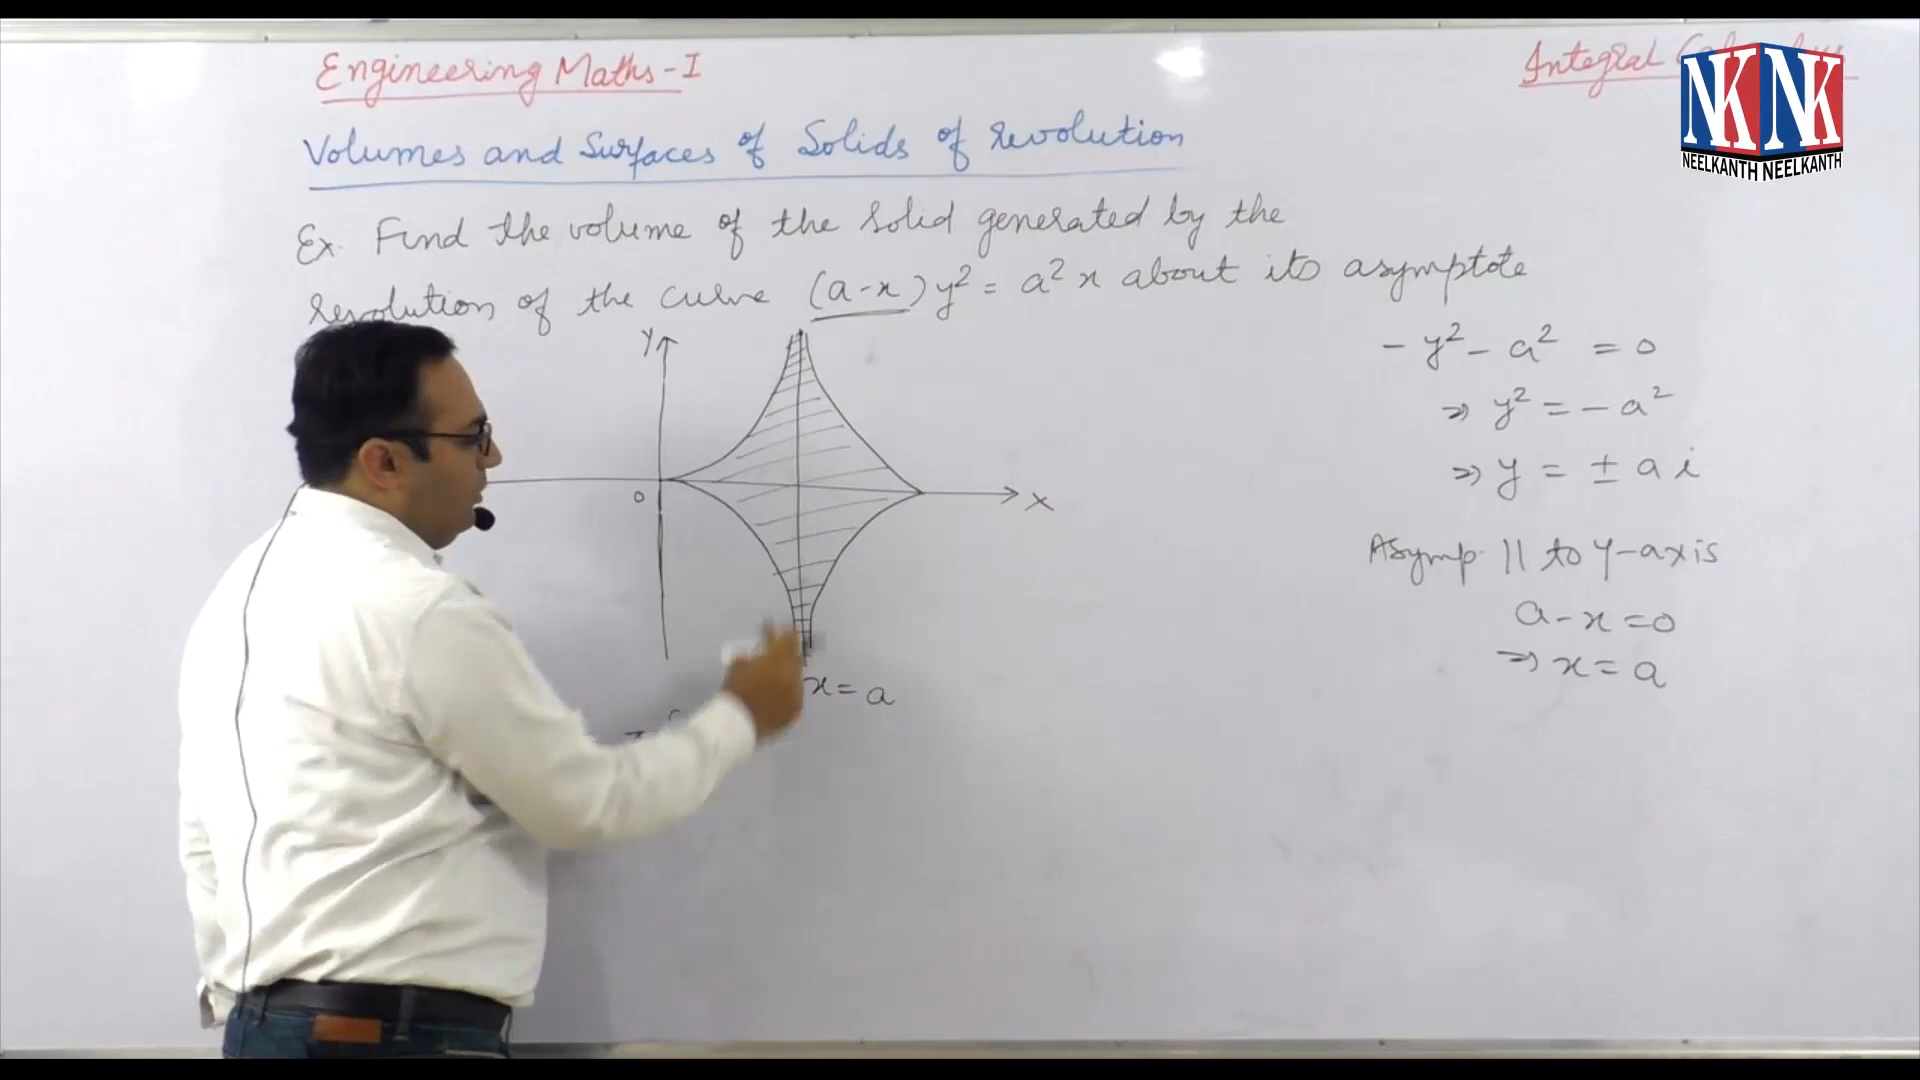 Engineering Maths-I
Integral
NKNK
NEELKANTH NEELKANTH
Volumes and Surfaces of Solids of revolution
Ex. Find the volume of the solid generated by the
revolution of the curve (a-x)y² = a²x about its asymptote
Y
O
X
x = a
- y² - a² = 0
⇒ y² = - a²
⇒ y = ± a i
Asymp. || to Y-axis
a - x = 0
⇒ x = a